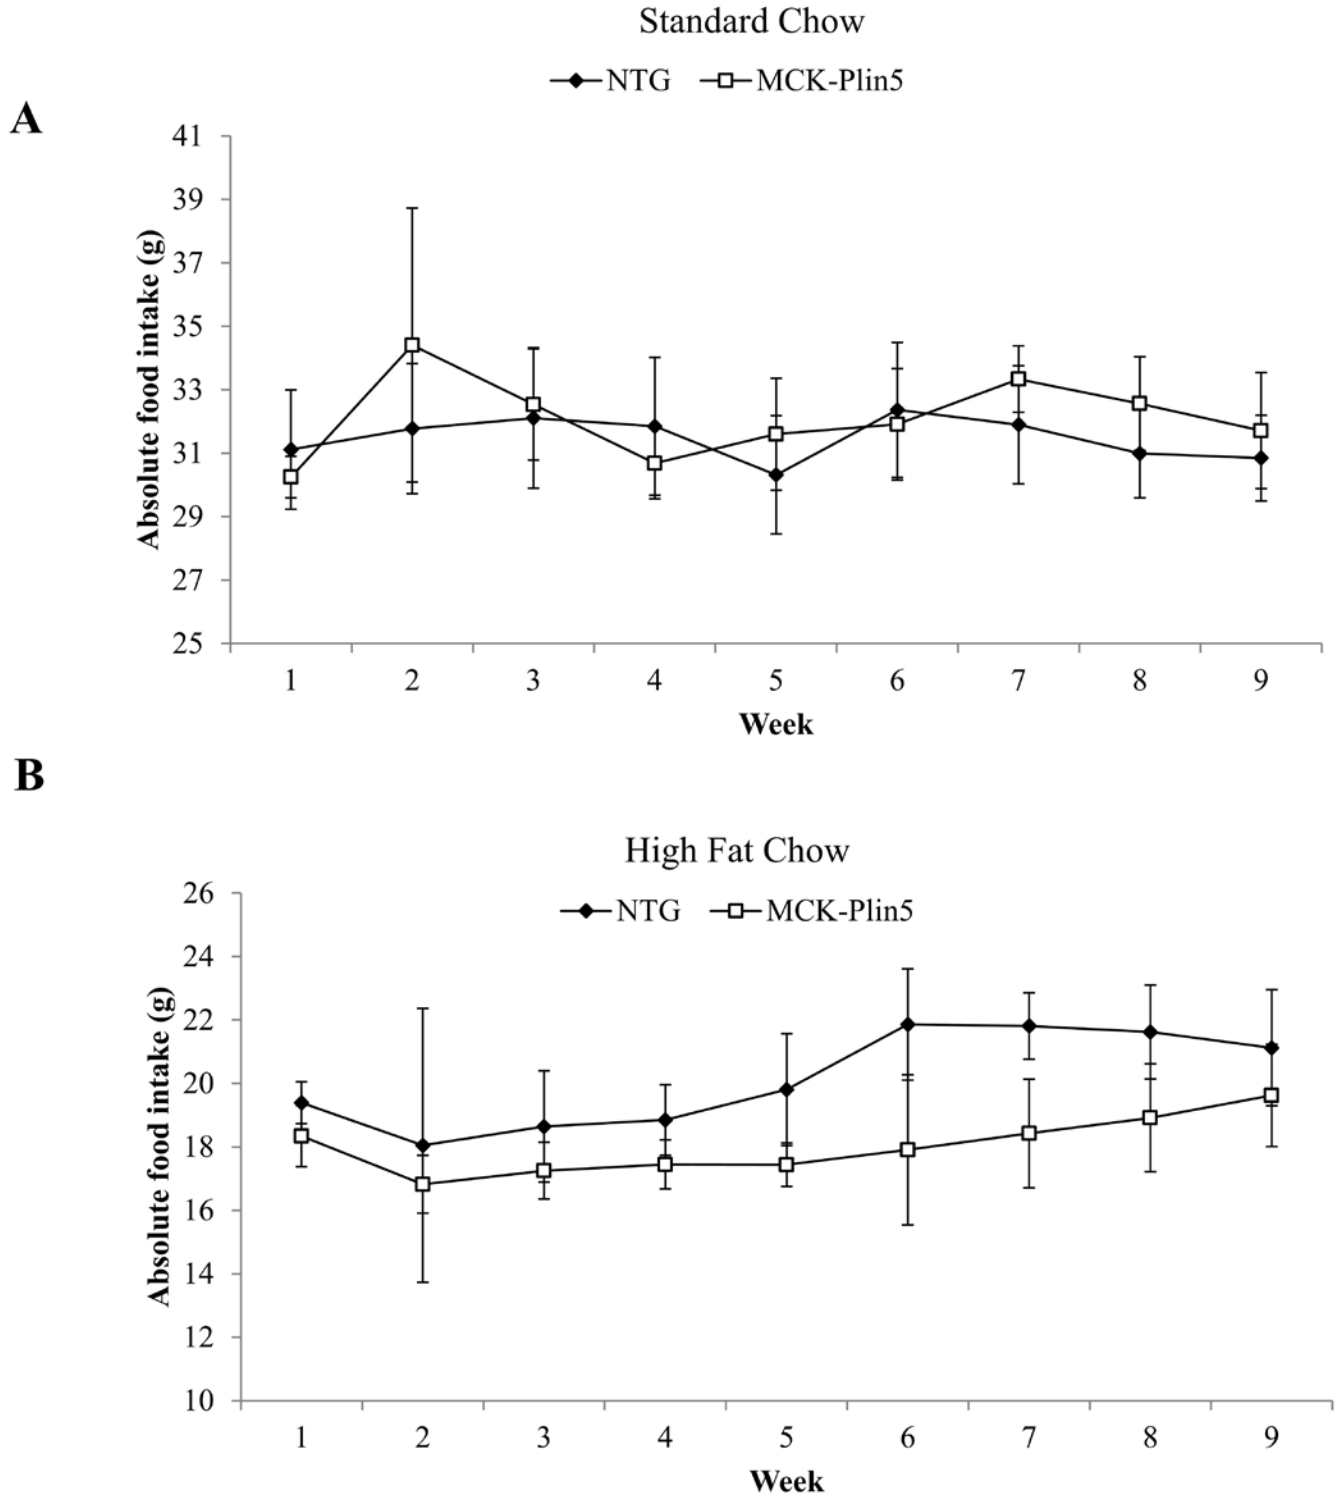 Standard Chow
NTG MCK-Plin5
A
41
39
37
35
33
31
29
27
25
Absolute food intake (g)
1 2 3 4 5 6 7 8 9
Week
B
High Fat Chow
NTG MCK-Plin5
26
24
22
20
18
16
14
12
10
Absolute food intake (g)
1 2 3 4 5 6 7 8 9
Week